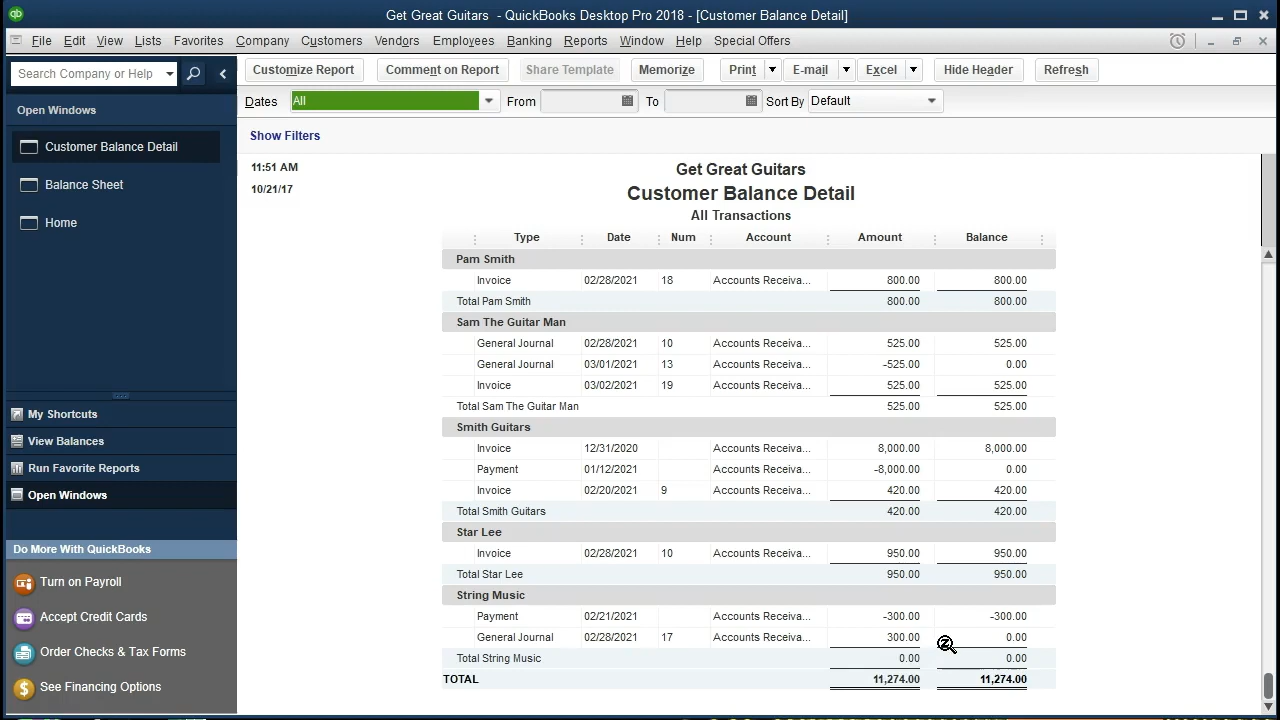 Get Great Guitars - QuickBooks Desktop Pro 2018 - [Customer Balance Detail]
File Edit View Lists Favorites Company Customers Vendors Employees Banking Reports Window Help Special Offers
Search Company or Help
Customize Report Comment on Report Share Template Memorize Print E-mail Excel Hide Header Refresh
Dates All From To Sort By Default
Open Windows
Customer Balance Detail
Balance Sheet
Home
My Shortcuts
View Balances
Run Favorite Reports
Open Windows
Do More With QuickBooks
Turn on Payroll
Accept Credit Cards
Order Checks & Tax Forms
See Financing Options
Show Filters
11:51 AM
10/21/17
Get Great Guitars
Customer Balance Detail
All Transactions
Type Date Num Account Amount Balance
Pam Smith
Invoice 02/28/2021 18 Accounts Receiva... 800.00 800.00
Total Pam Smith 800.00 800.00
Sam The Guitar Man
General Journal 02/28/2021 10 Accounts Receiva... 525.00 525.00
General Journal 03/01/2021 13 Accounts Receiva... -525.00 0.00
Invoice 03/02/2021 19 Accounts Receiva... 525.00 525.00
Total Sam The Guitar Man 525.00 525.00
Smith Guitars
Invoice 12/31/2020 Accounts Receiva... 8,000.00 8,000.00
Payment 01/12/2021 Accounts Receiva... -8,000.00 0.00
Invoice 02/20/2021 9 Accounts Receiva... 420.00 420.00
Total Smith Guitars 420.00 420.00
Star Lee
Invoice 02/28/2021 10 Accounts Receiva... 950.00 950.00
Total Star Lee 950.00 950.00
String Music
Payment 02/21/2021 Accounts Receiva... -300.00 -300.00
General Journal 02/28/2021 17 Accounts Receiva... 300.00 0.00
Total String Music 0.00 0.00
TOTAL 11,274.00 11,274.00